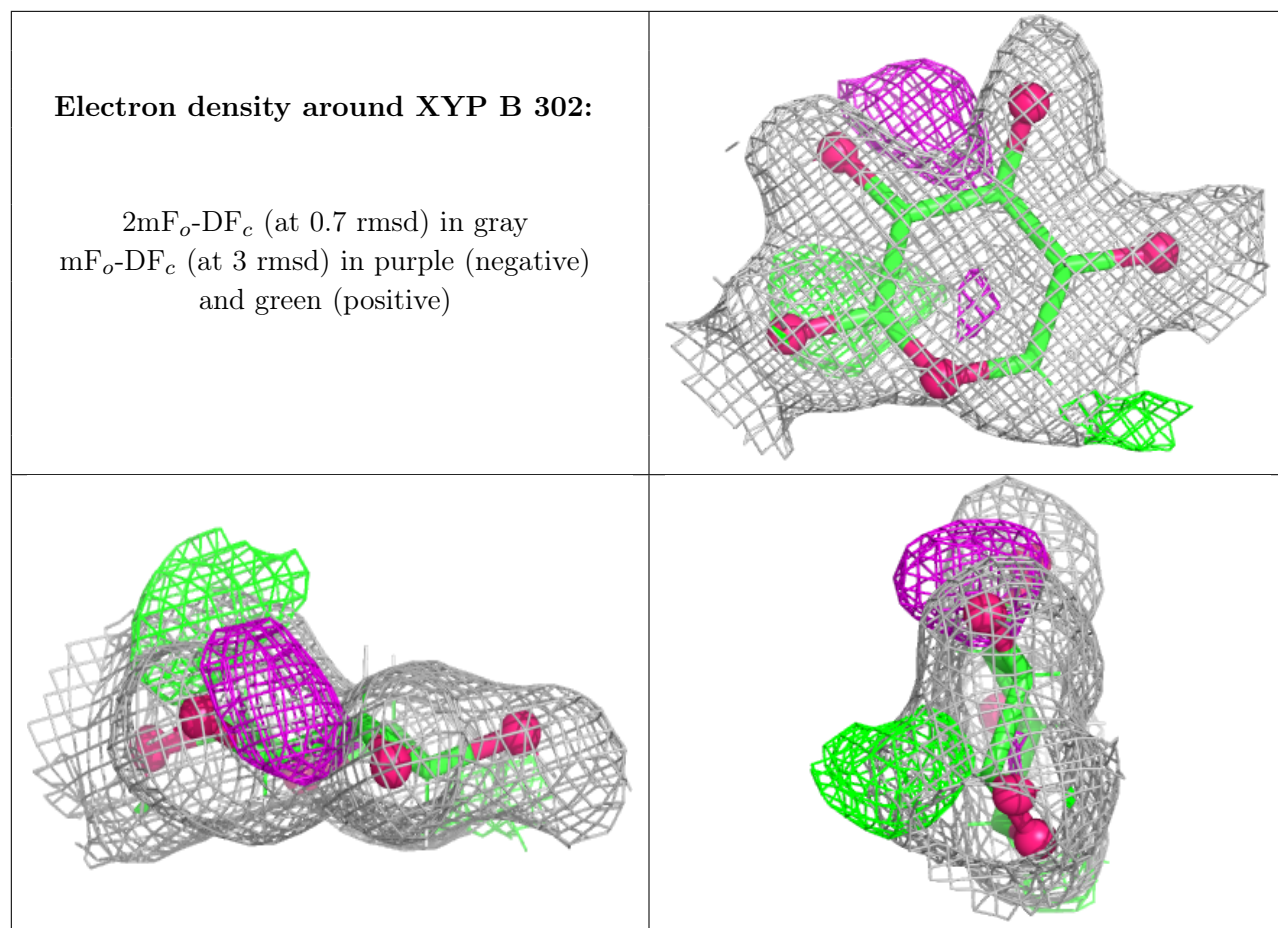 Electron density around XYP B 302:
2mFₒ-DF𝑐 (at 0.7 rmsd) in gray
mFₒ-DF𝑐 (at 3 rmsd) in purple (negative)
and green (positive)